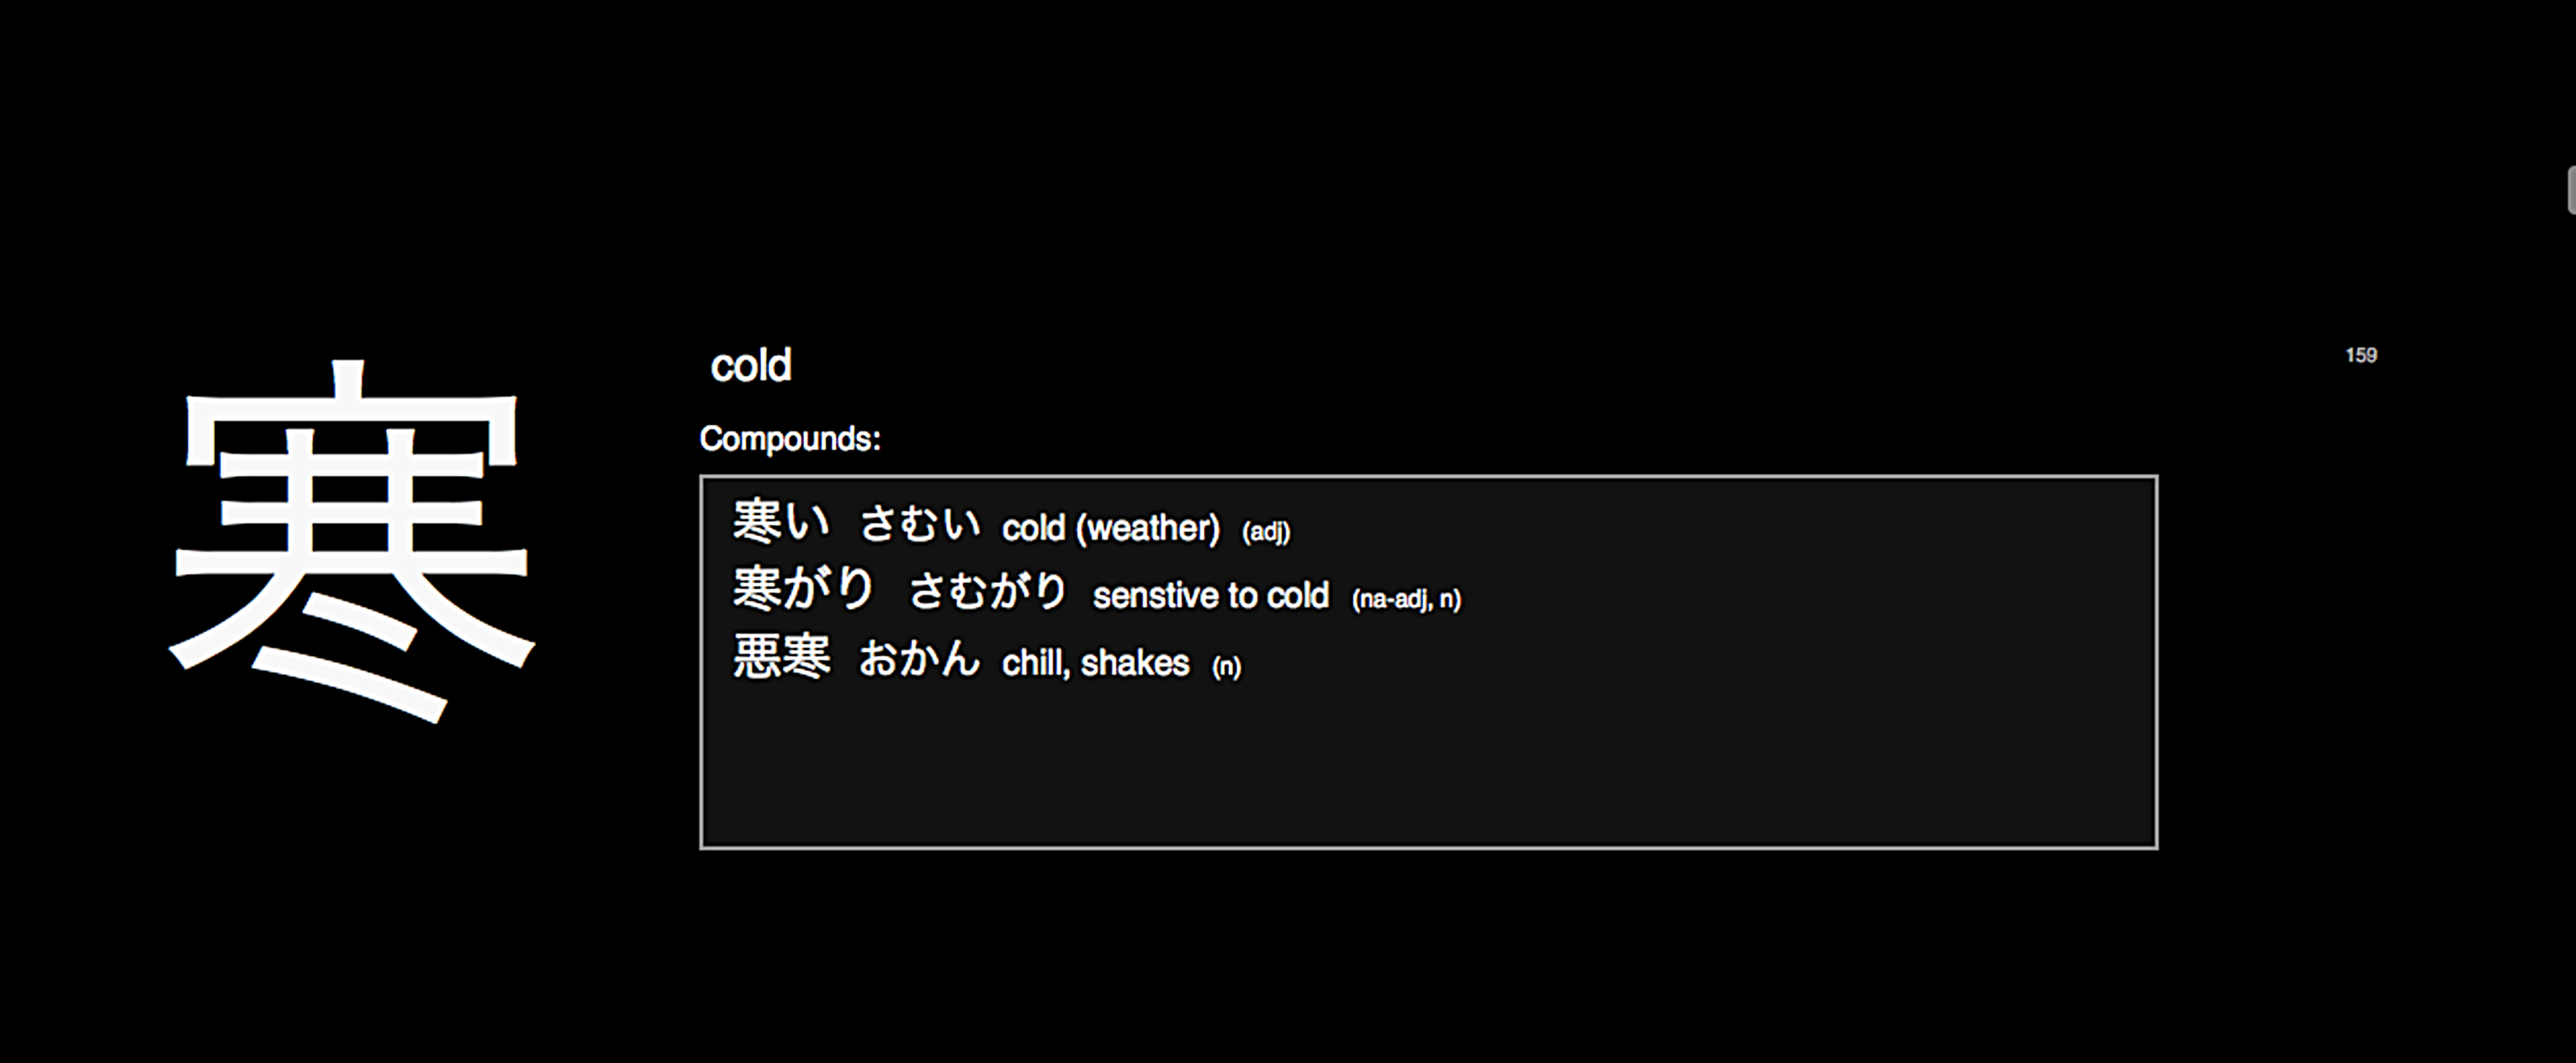 寒
cold
159
Compounds:
寒い さむい cold (weather) (adj)
寒がり さむがり senstive to cold (na-adj, n)
悪寒 おかん chill, shakes (n)